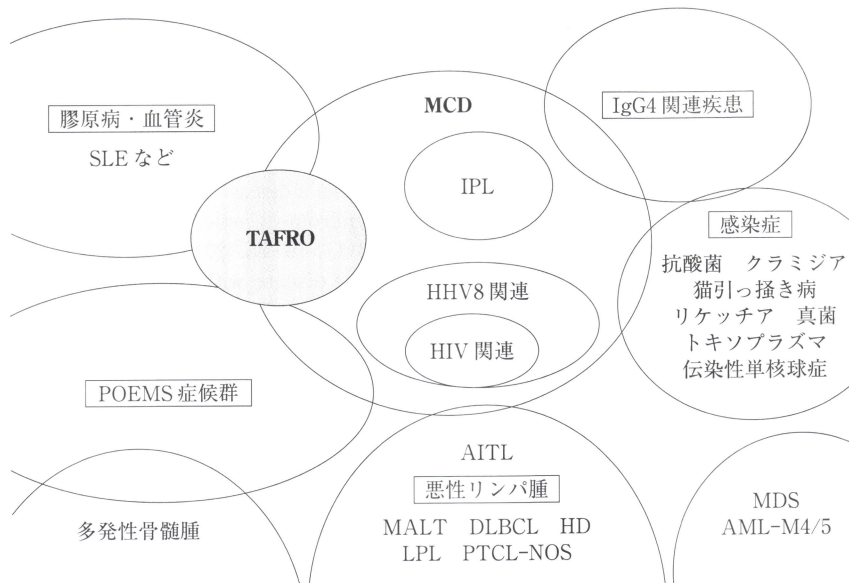 膠原病・血管炎
SLE など
TAFRO
MCD
IPL
HHV8 関連
HIV 関連
IgG4 関連疾患
感染症
抗酸菌 クラミジア
猫引っ掻き病
リケッチア 真菌
トキソプラズマ
伝染性単核球症
POEMS 症候群
多発性骨髄腫
AITL
悪性リンパ腫
MALT DLBCL HD
LPL PTCL-NOS
MDS
AML-M4/5